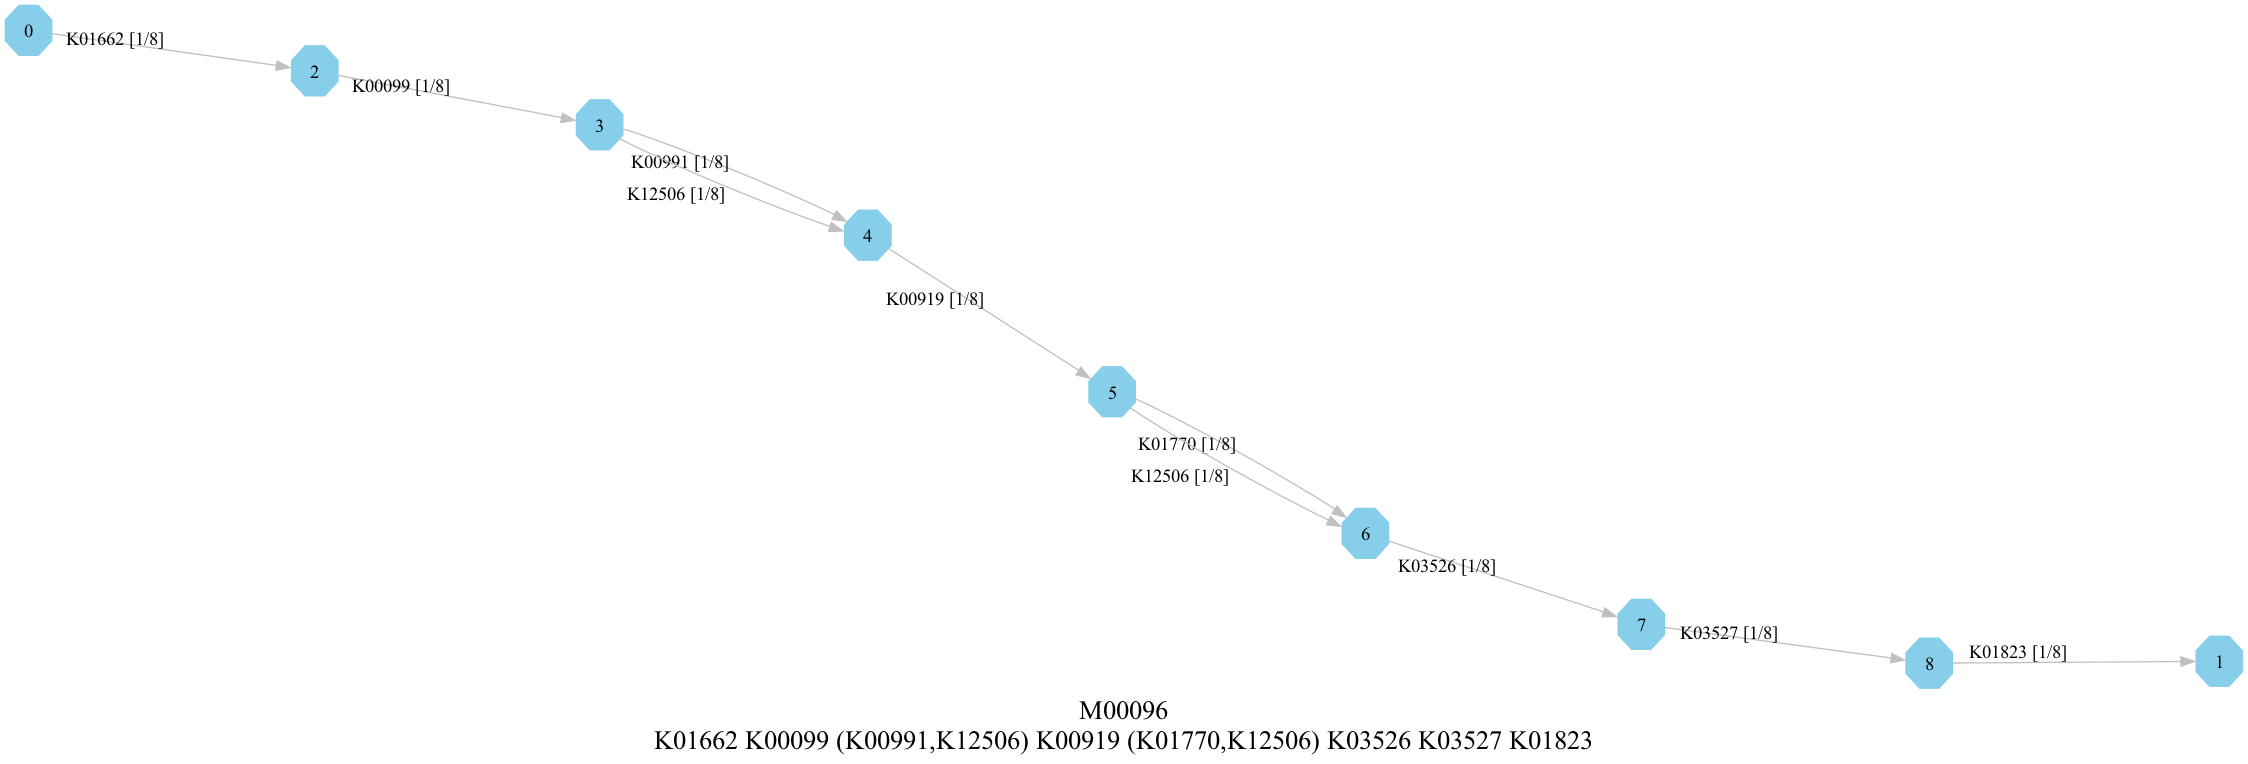 0
K01662 [1/8]
2
K00099 [1/8]
3
K00991 [1/8]
K12506 [1/8]
4
K00919 [1/8]
5
K01770 [1/8]
K12506 [1/8]
6
K03526 [1/8]
7
K03527 [1/8]
8
K01823 [1/8]
1
M00096
K01662 K00099 (K00991,K12506) K00919 (K01770,K12506) K03526 K03527 K01823